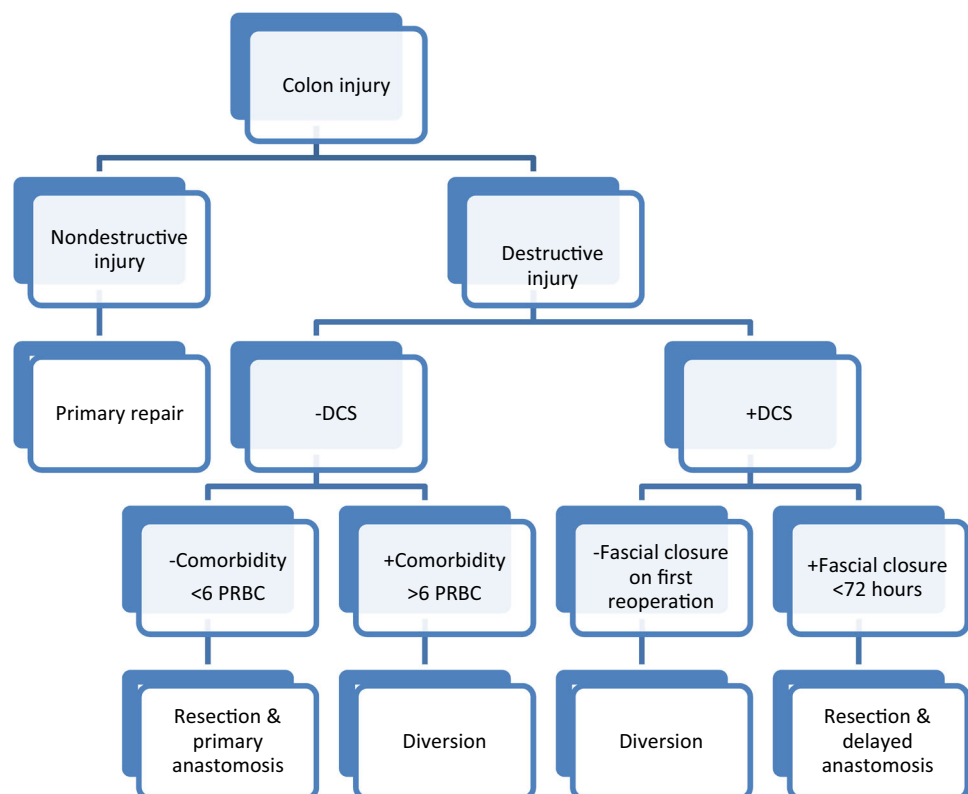 Colon injury
Nondestructive
injury
Destructive
injury
Primary repair
-DCS
+DCS
-Comorbidity
<6 PRBC
+Comorbidity
>6 PRBC
-Fascial closure
on first
reoperation
+Fascial closure
<72 hours
Resection &
primary
anastomosis
Diversion
Diversion
Resection &
delayed
anastomosis